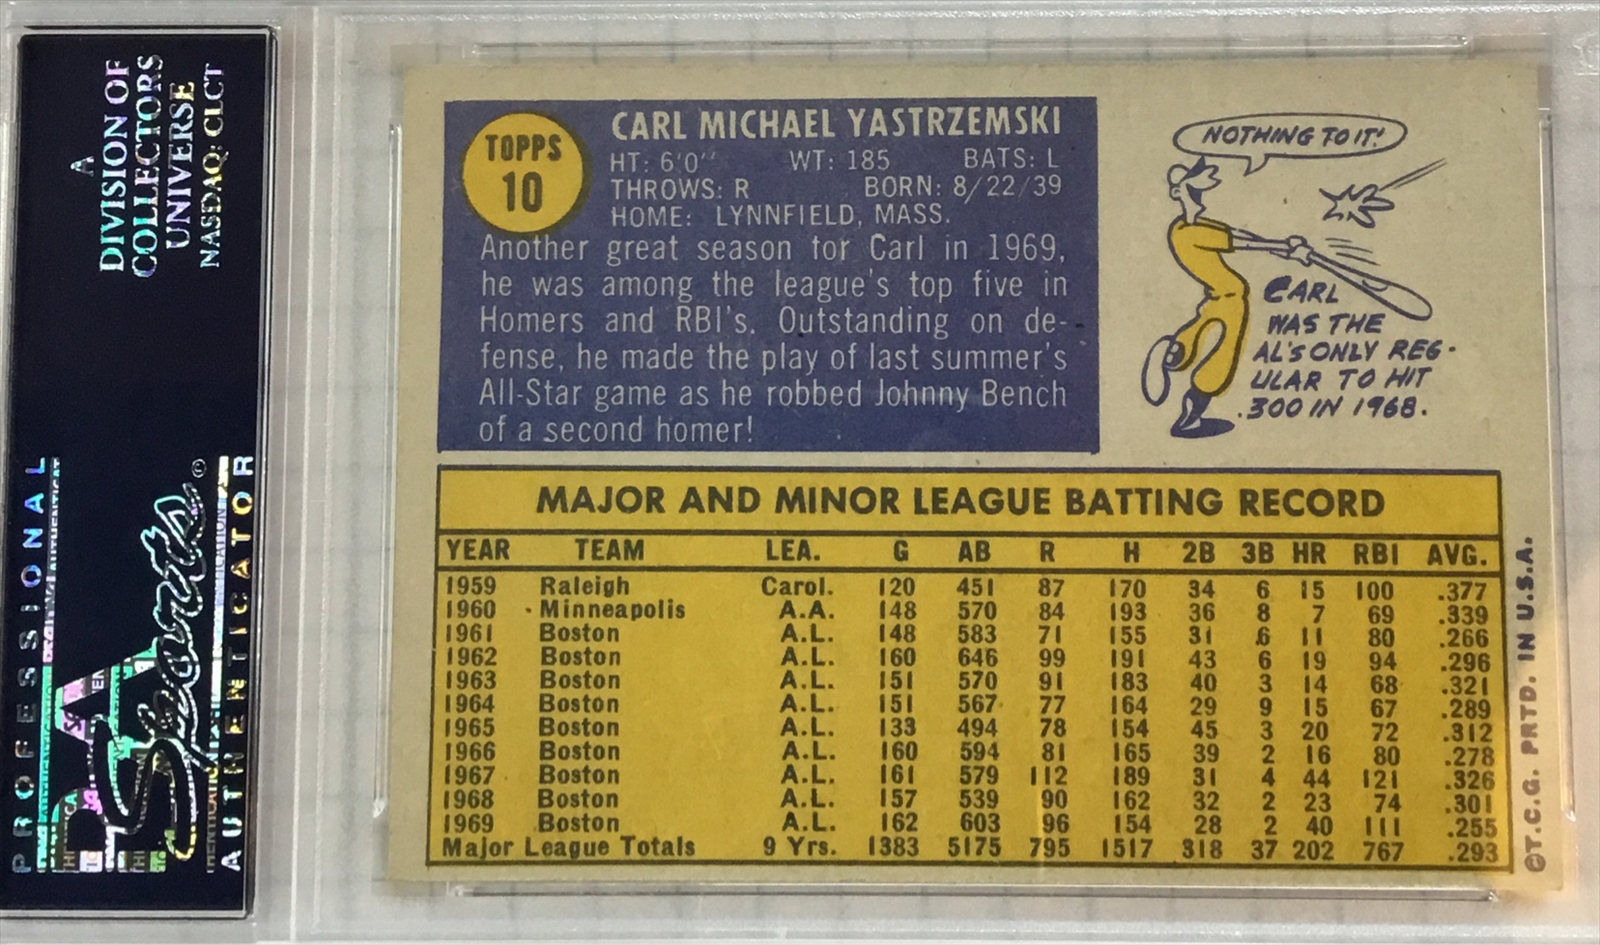 A
DIVISION OF
COLLECTORS
UNIVERSE
NASDAQ: CLCT
PROFESSIONAL
PSA
Sports©
AUTHENTICATOR
TOPPS
10
CARL MICHAEL YASTRZEMSKI
HT: 6'0" WT: 185 BATS: L
THROWS: R BORN: 8/22/39
HOME: LYNNFIELD, MASS.
Another great season for Carl in 1969,
he was among the league's top five in
Homers and RBI's. Outstanding on de-
fense, he made the play of last summer's
All-Star game as he robbed Johnny Bench
of a second homer!
NOTHING TO IT!
CARL
WAS THE
AL'S ONLY REG-
ULAR TO HIT
.300 IN 1968.
MAJOR AND MINOR LEAGUE BATTING RECORD
YEAR TEAM LEA. G AB R H 2B 3B HR RBI AVG.
1959 Raleigh Carol. 120 451 87 170 34 6 15 100 .377
1960 Minneapolis A.A. 148 570 84 193 36 8 7 69 .339
1961 Boston A.L. 148 583 71 155 31 6 11 80 .266
1962 Boston A.L. 160 646 99 191 43 6 19 94 .296
1963 Boston A.L. 151 570 91 183 40 3 14 68 .321
1964 Boston A.L. 151 567 77 164 29 9 15 67 .289
1965 Boston A.L. 133 494 78 154 45 3 20 72 .312
1966 Boston A.L. 160 594 81 165 39 2 16 80 .278
1967 Boston A.L. 161 579 112 189 31 4 44 121 .326
1968 Boston A.L. 157 539 90 162 32 2 23 74 .301
1969 Boston A.L. 162 603 96 154 28 2 40 111 .255
Major League Totals 9 Yrs. 1383 5175 795 1517 318 37 202 767 .293
©T.C.G. PRTD. IN U.S.A.